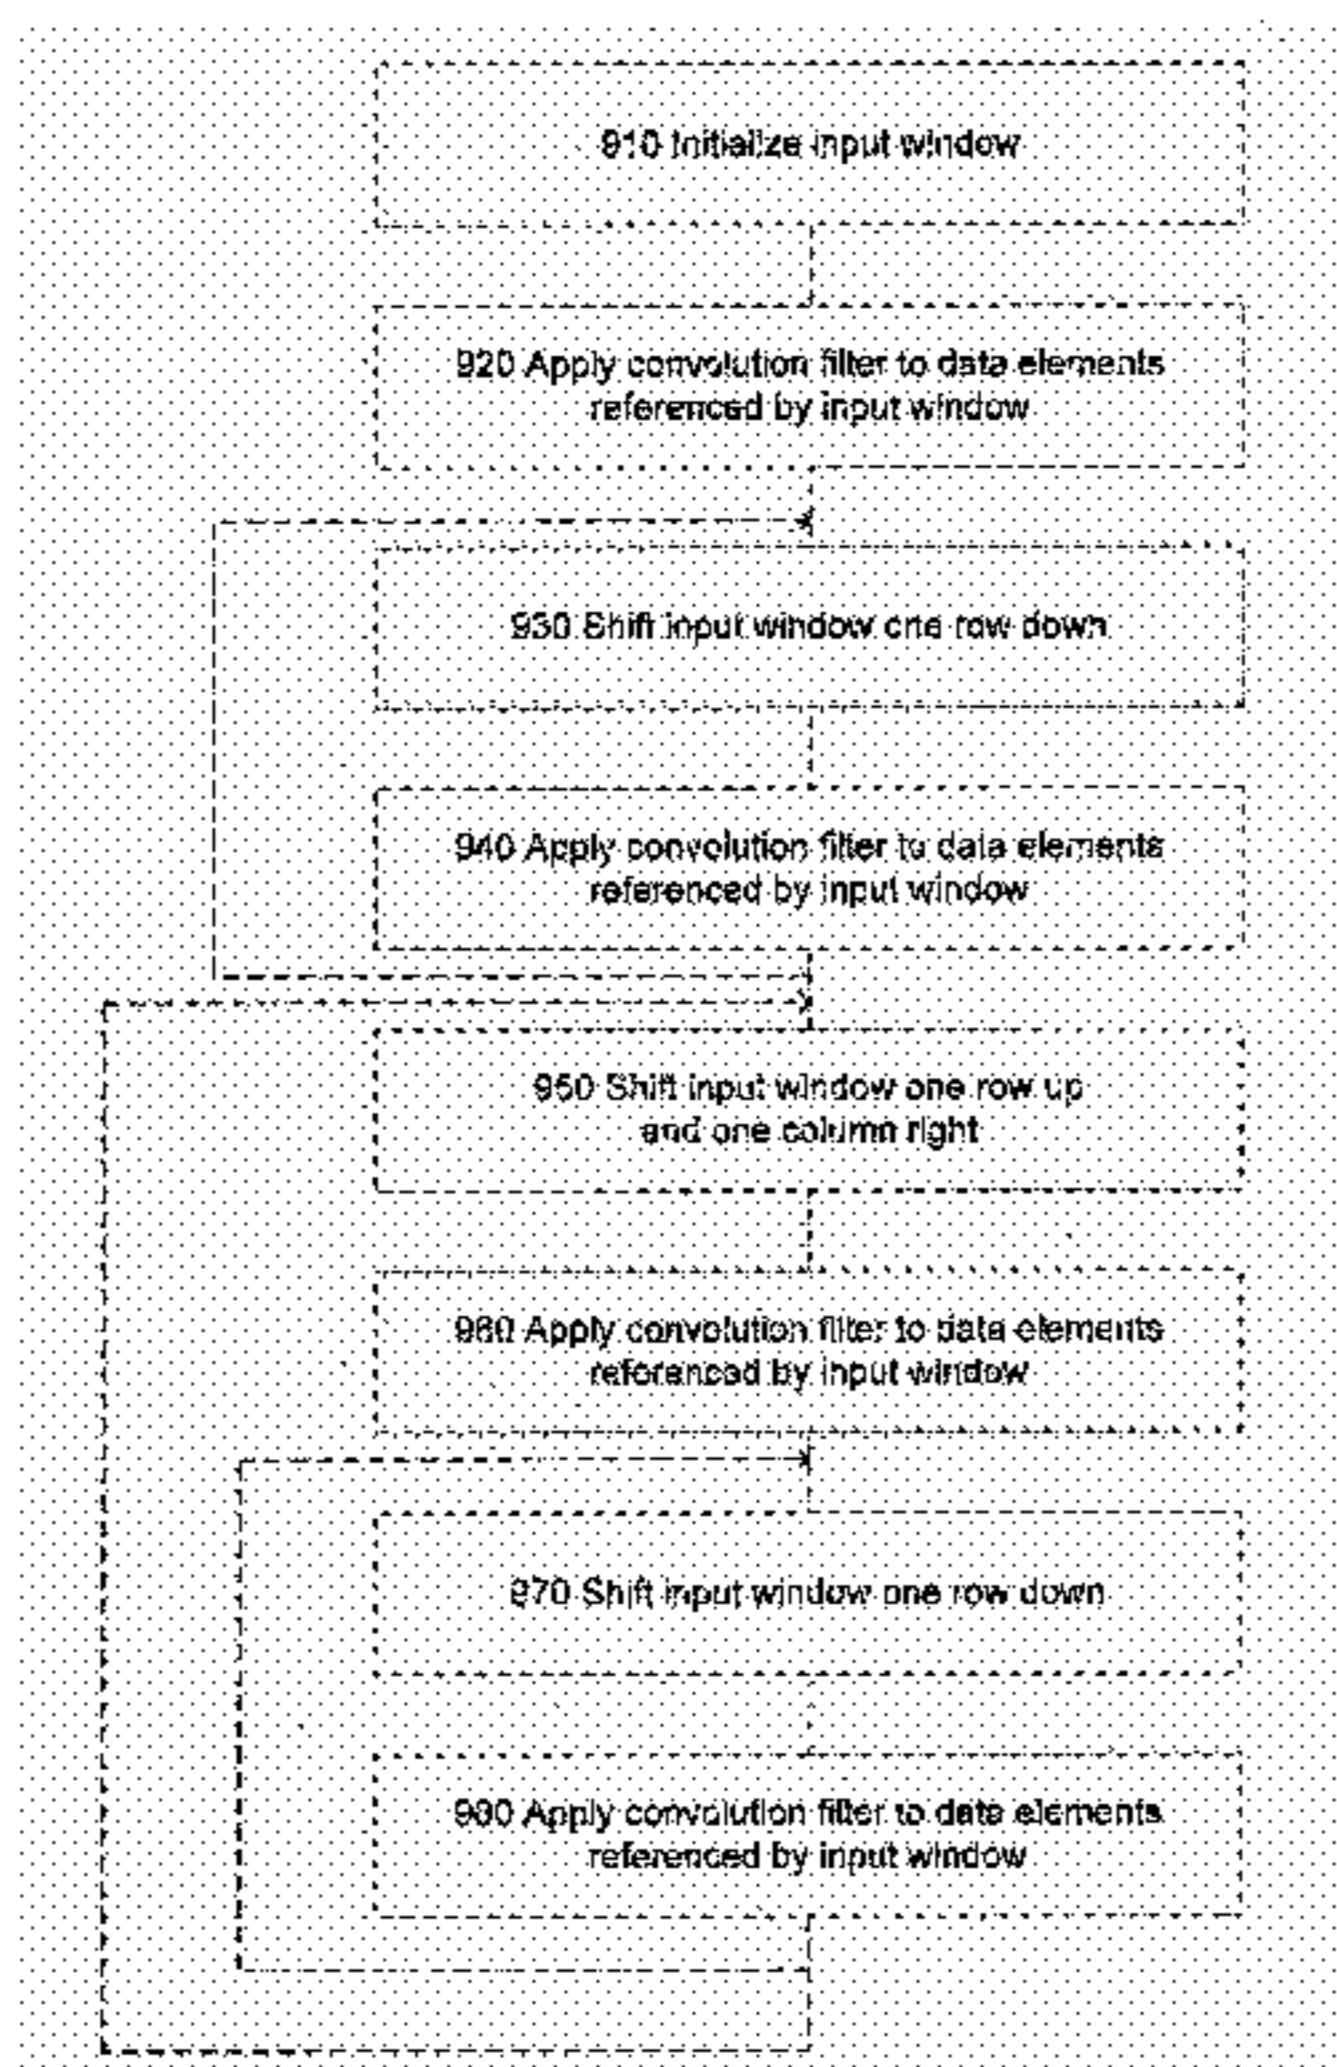 910 Initialize input window
920 Apply convolution filter to data elements
referenced by input window
930 Shift input window one row down
940 Apply convolution filter to data elements
referenced by input window
950 Shift input window one row up
and one column right
960 Apply convolution filter to data elements
referenced by input window
970 Shift input window one row down
980 Apply convolution filter to data elements
referenced by input window